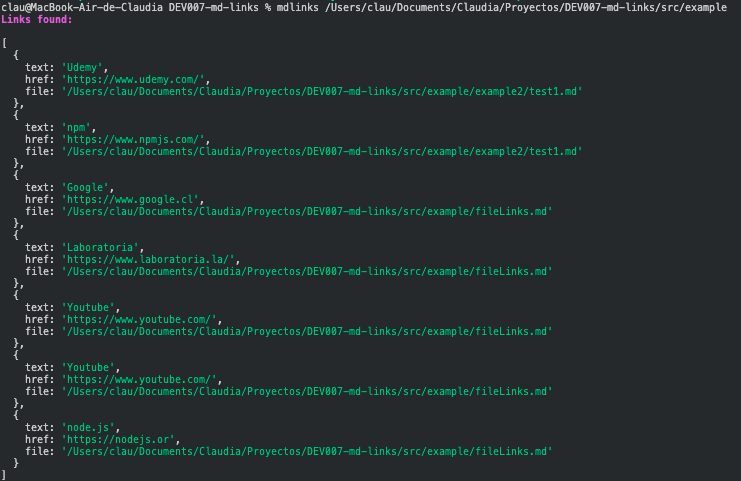 clau@MacBook-Air-de-Claudia DEV007-md-links % mdlinks /Users/clau/Documents/Claudia/Proyectos/DEV007-md-links/src/example
Links found:
[
  {
    text: 'Udemy',
    href: 'https://www.udemy.com/',
    file: '/Users/clau/Documents/Claudia/Proyectos/DEV007-md-links/src/example/example2/test1.md'
  },
  {
    text: 'npm',
    href: 'https://www.npmjs.com/',
    file: '/Users/clau/Documents/Claudia/Proyectos/DEV007-md-links/src/example/example2/test1.md'
  },
  {
    text: 'Google',
    href: 'https://www.google.cl',
    file: '/Users/clau/Documents/Claudia/Proyectos/DEV007-md-links/src/example/fileLinks.md'
  },
  {
    text: 'Laboratoria',
    href: 'https://www.laboratoria.la/',
    file: '/Users/clau/Documents/Claudia/Proyectos/DEV007-md-links/src/example/fileLinks.md'
  },
  {
    text: 'Youtube',
    href: 'https://www.youtube.com/',
    file: '/Users/clau/Documents/Claudia/Proyectos/DEV007-md-links/src/example/fileLinks.md'
  },
  {
    text: 'Youtube',
    href: 'https://www.youtube.com/',
    file: '/Users/clau/Documents/Claudia/Proyectos/DEV007-md-links/src/example/fileLinks.md'
  },
  {
    text: 'node.js',
    href: 'https://nodejs.or',
    file: '/Users/clau/Documents/Claudia/Proyectos/DEV007-md-links/src/example/fileLinks.md'
  }
]